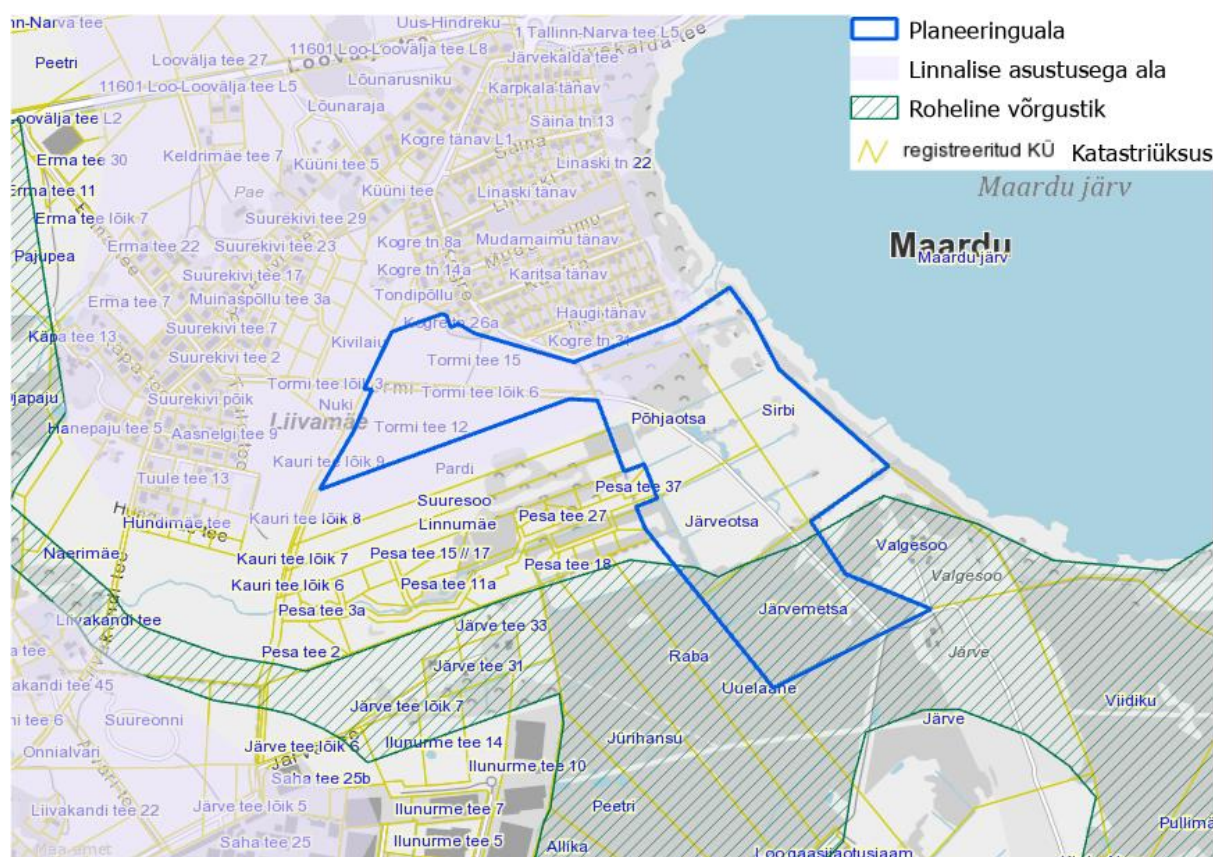 Planeeringuala
Linnalise asustusega ala
Roheline võrgustik
registreeritud KÜ Katastriüksus
Maardu järv
Maardu
Maardu järv
Uus-Hindreku
1 Tallinn-Narva tee L5
Peetri
Loovälja tee 27
11601 Loo-Loovälja tee L8
Järvekalda tee
11601 Loo-Loovälja tee L5
Lõunarusniku
Karpkala tänav
Lõunaraja
Loovälja tee L2
Kogre tänav L1
Säina tn 13
Erma tee 30
Keldrimäe tee 7
Küüni tee 5
Linaski tn 22
Erma tee 11
Pae
Küüni tee
Linaski tänav
Erma tee lõik 7
Suurekivi tee 29
Erma tee 22
Suurekivi tee 23
Kogre tn 8a
Mudamaimu tänav
Pajupea
Suurekivi tee 17
Kogre tn 14a
Karitsa tänav
Erma tee 7
Muinaspõllu tee 3a
Tondipõllu
Haugi tänav
Käpa tee 13
Suurekivi tee 7
Kivilaiu
Kogre tn 26a
Kogre tn 31
Suurekivi tee 2
Tormi tee 15
Suurekivi põik
Tormi tee lõik 3
Tormi tee lõik 6
Sirbi
Nuki
Põhjaotsa
Hanepaju tee 5
Aasnelgi tee 9
Liivamäe
Tormi tee 12
Kauri tee lõik 9
Pardi
Tuule tee 13
Pesa tee 37
Suuresoo
Hundimäe tee
Kauri tee lõik 8
Linnumäe
Pesa tee 27
Järveotsa
Naerimäe
Kauri tee lõik 7
Pesa tee 15 // 17
Pesa tee 18
Valgesoo
Kauri tee lõik 6
Pesa tee 11a
Valgesoo
Liivakandi tee
Pesa tee 3a
Järvemetsa
Järve tee 33
Pesa tee 2
Järve tee 31
Raba
Järve
Uuelaane
Viidiku
Suureonni
Järve tee lõik 7
Järve
Onnialvari
Järve tee lõik 6
Ilunurme tee 14
Jürihansu
Saha tee 25b
Ilunurme tee 10
Liivakandi tee 22
Järve tee lõik 5
Ilunurme tee 7
Peetri
Saha tee 25
Ilunurme tee 5
Allika
Loo gaasijaotusjaam
Maa-amet